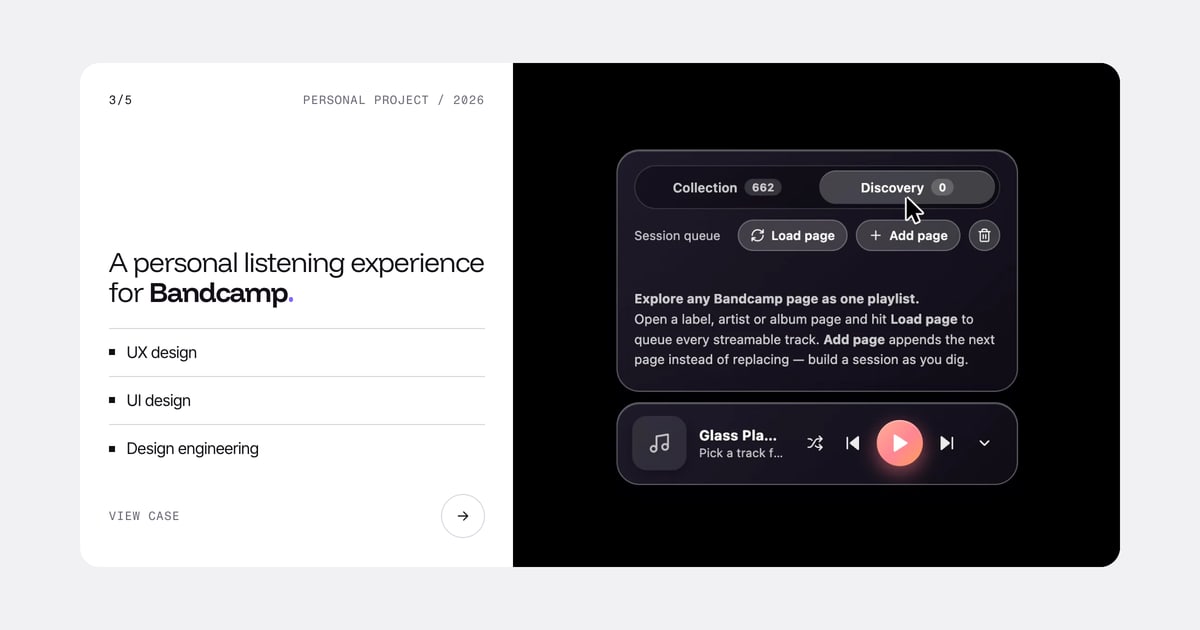 3/5
PERSONAL PROJECT / 2026
A personal listening experience
for Bandcamp.
UX design
UI design
Design engineering
VIEW CASE
Collection 662
Discovery 0
Session queue
Load page
Add page
Explore any Bandcamp page as one playlist.
Open a label, artist or album page and hit Load page to
queue every streamable track. Add page appends the next
page instead of replacing — build a session as you dig.
Glass Pla...
Pick a track f...